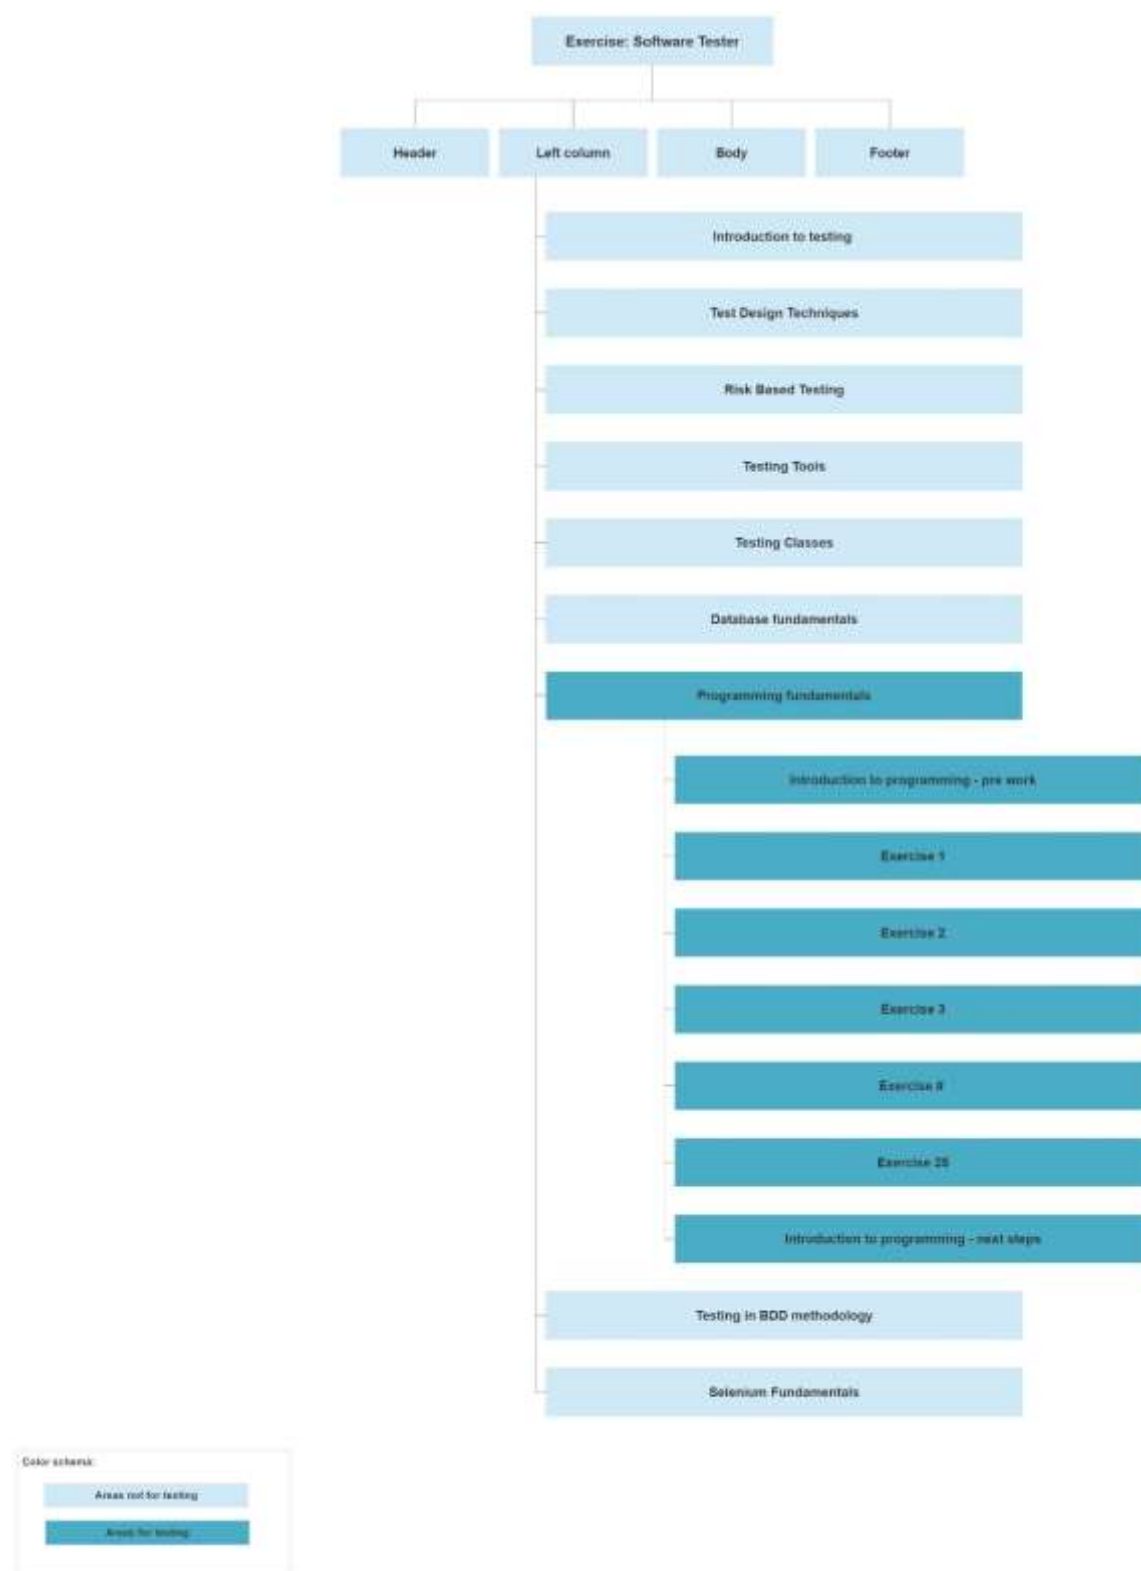 Exercise: Software Tester
Header
Left column
Body
Footer
Introduction to testing
Test Design Techniques
Risk Based Testing
Testing Tools
Testing Classes
Database fundamentals
Programming fundamentals
Introduction to programming - pre work
Exercise 1
Exercise 2
Exercise 3
Exercise #
Exercise 25
Introduction to programming - next steps
Testing in BDD methodology
Selenium Fundamentals
Color schema:
Areas not for testing
Areas for testing